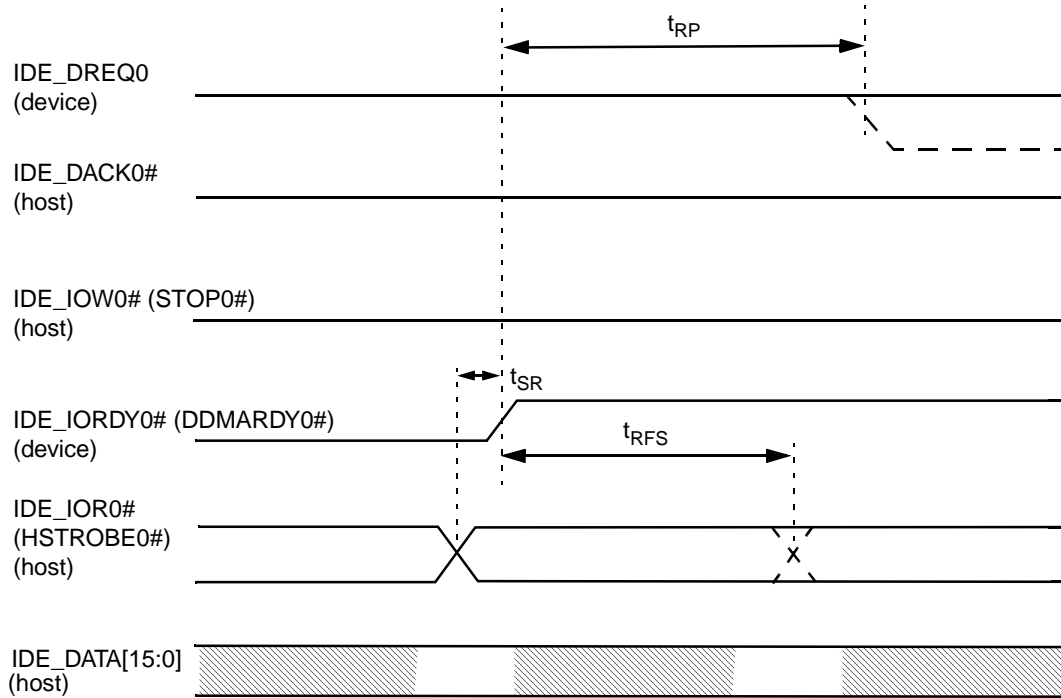 tRP
IDE_DREQ0
(device)
IDE_DACK0#
(host)
IDE_IOW0# (STOP0#)
(host)
tSR
IDE_IORDY0# (DDMARDY0#)
(device)
tRFS
IDE_IOR0#
(HSTROBE0#)
(host)
IDE_DATA[15:0]
(host)